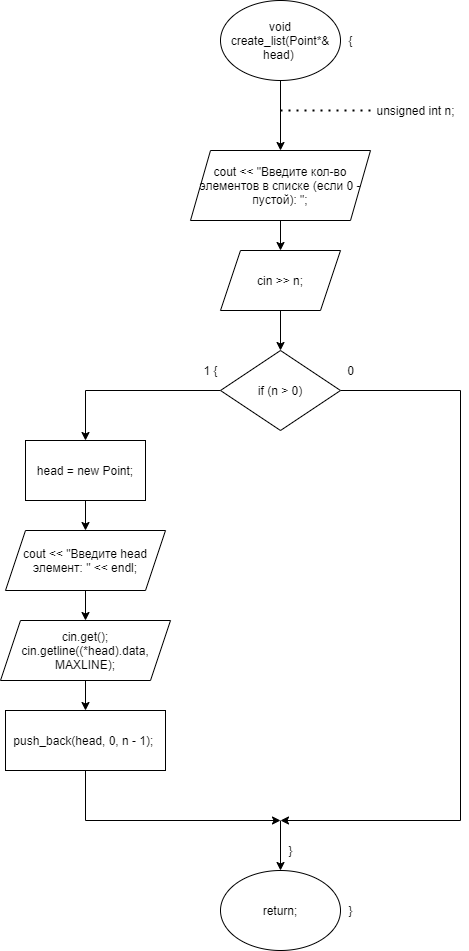 void
create_list(Point*&
head)
{
unsigned int n;
cout << "Введите кол-во
элементов в списке (если 0 -
пустой): ";
cin >> n;
1 {
0
if (n > 0)
head = new Point;
cout << "Введите head
элемент: " << endl;
cin.get();
cin.getline((*head).data,
MAXLINE);
push_back(head, 0, n - 1);
}
return;
}